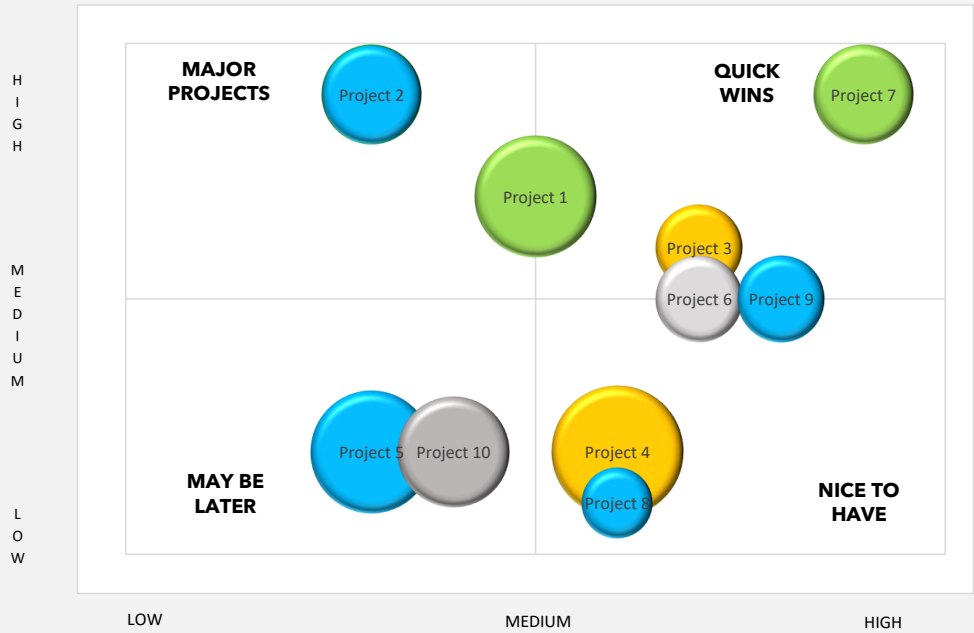 H
I
G
H
M
E
D
I
U
M
L
O
W
MAJOR
PROJECTS
QUICK
WINS
Project 2
Project 7
Project 1
Project 3
Project 6
Project 9
Project 5
Project 10
Project 4
Project 8
MAY BE
LATER
NICE TO
HAVE
LOW
MEDIUM
HIGH